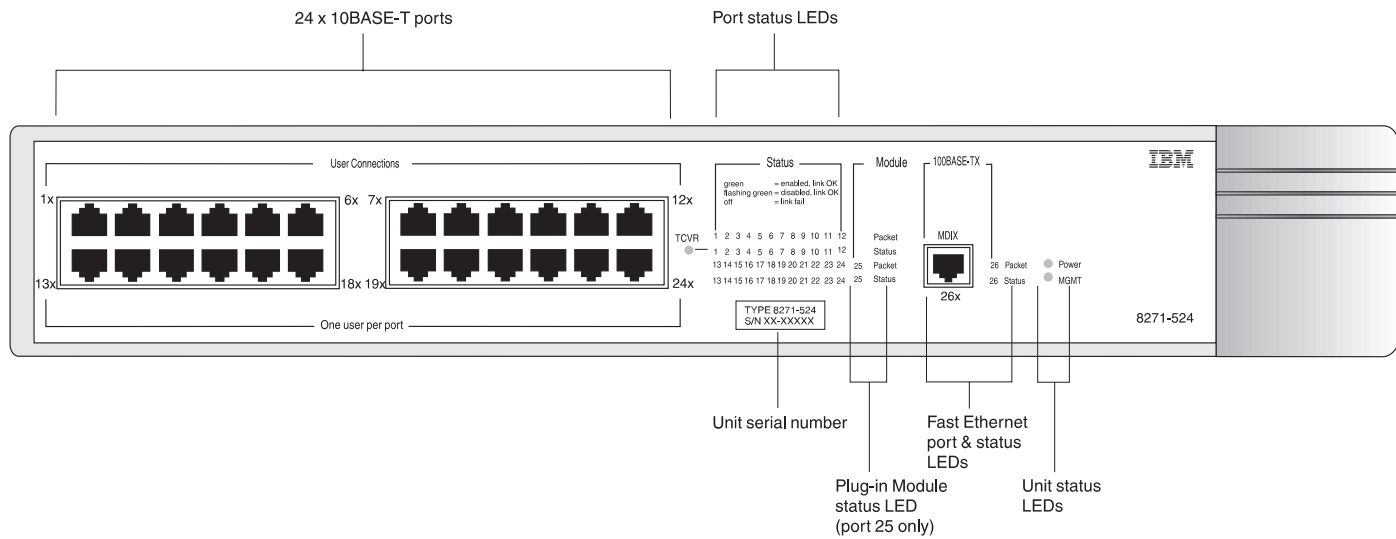 24 x 10BASE-T ports
Port status LEDs
User Connections
Status
Module
100BASE-TX
IBM
green = enabled, link OK
flashing green = disabled, link OK
off = link fail
1x
6x
7x
12x
TCVR
1 2 3 4 5 6 7 8 9 10 11 12
Packet
MDIX
1 2 3 4 5 6 7 8 9 10 11 12
Status
13 14 15 16 17 18 19 20 21 22 23 24
25
Packet
26
Packet
Power
13 14 15 16 17 18 19 20 21 22 23 24
25
Status
26
Status
MGMT
13x
18x
19x
24x
26x
One user per port
TYPE 8271-524
S/N XX-XXXXX
8271-524
Unit serial number
Fast Ethernet
port & status
LEDs
Plug-in Module
status LED
(port 25 only)
Unit status
LEDs